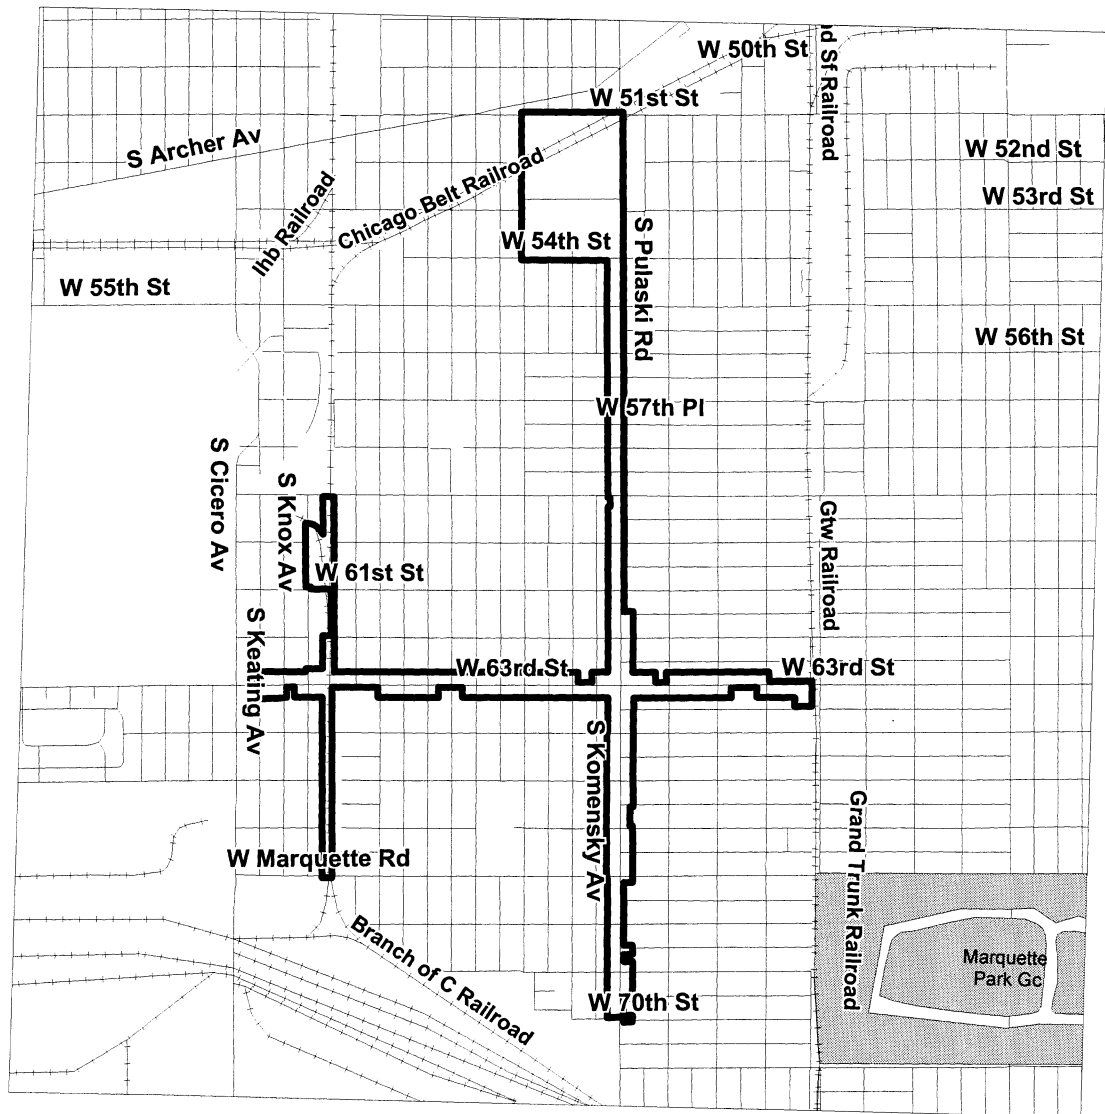 W 50th St
d Sf Railroad
W 51st St
S Archer Av
W 52nd St
Chicago Belt Railroad
Ihb Railroad
W 53rd St
S Pulaski Rd
W 54th St
W 55th St
W 56th St
W 57th Pl
S Cicero Av
S Knox Av
Gtw Railroad
W 61st St
S Keating Av
W 63rd St
W 63rd St
S Komensky Av
Grand Trunk Railroad
W Marquette Rd
Branch of C Railroad
Marquette
Park Gc
W 70th St